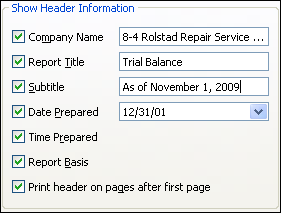 Show Header Information
Company Name 8-4 Rolstad Repair Service ...
Report Title Trial Balance
Subtitle As of November 1, 2009
Date Prepared 12/31/01
Time Prepared
Report Basis
Print header on pages after first page